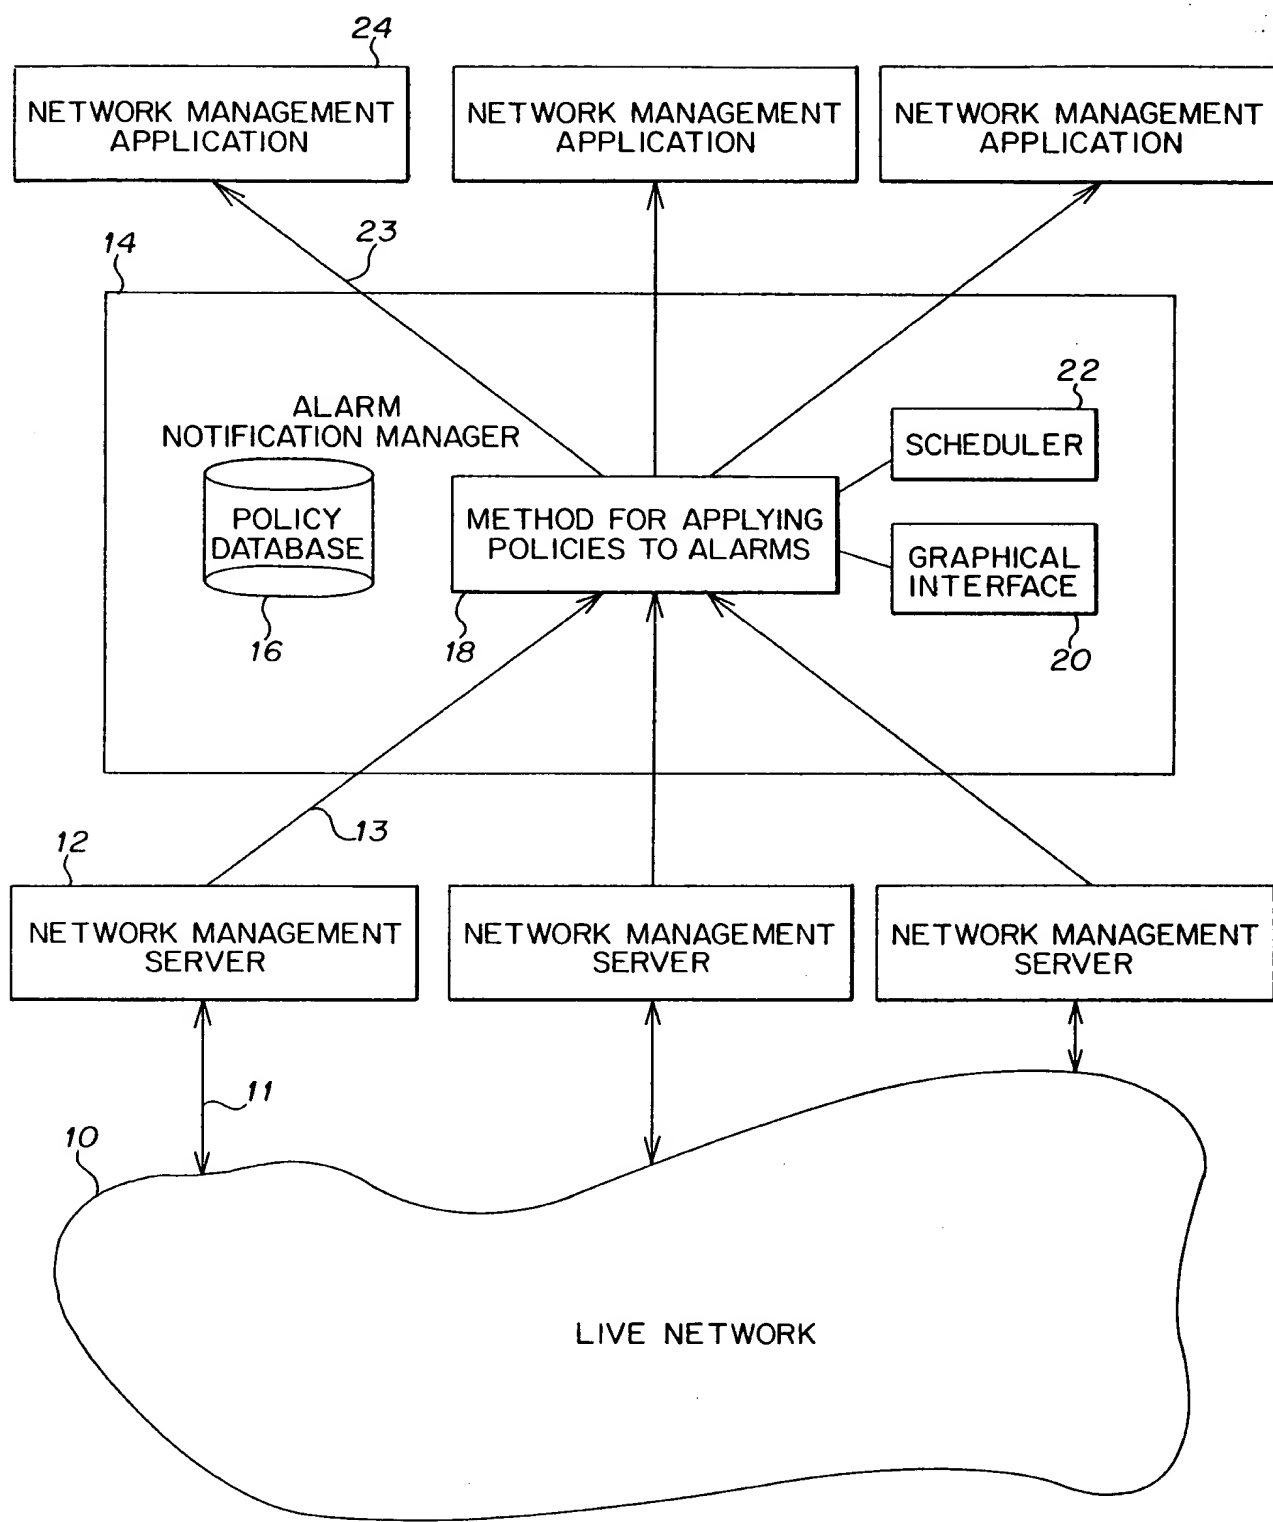 24
NETWORK MANAGEMENT
APPLICATION
NETWORK MANAGEMENT
APPLICATION
NETWORK MANAGEMENT
APPLICATION
23
14
ALARM
NOTIFICATION MANAGER
22
SCHEDULER
POLICY
DATABASE
METHOD FOR APPLYING
POLICIES TO ALARMS
GRAPHICAL
INTERFACE
16
18
20
13
12
NETWORK MANAGEMENT
SERVER
NETWORK MANAGEMENT
SERVER
NETWORK MANAGEMENT
SERVER
11
10
LIVE NETWORK